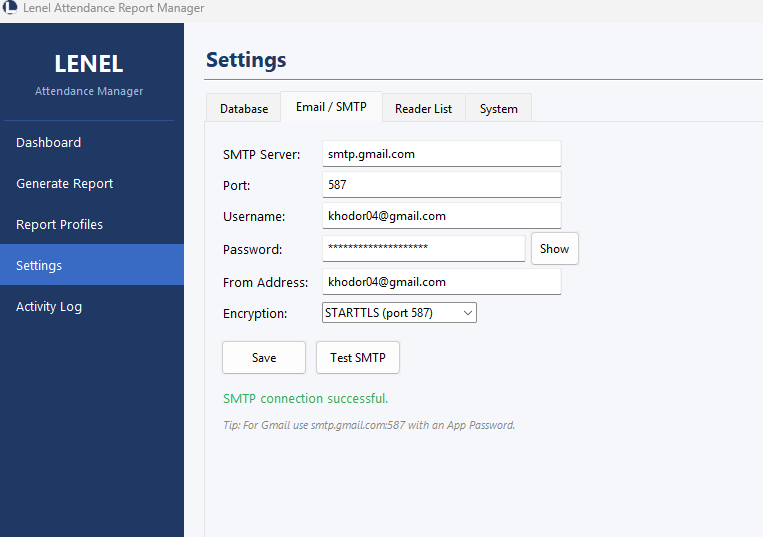 Lenel Attendance Report Manager
LENEL
Attendance Manager
Dashboard
Generate Report
Report Profiles
Settings
Activity Log
Settings
Database Email / SMTP Reader List System
SMTP Server: smtp.gmail.com
Port: 587
Username: khodor04@gmail.com
Password: ******************** Show
From Address: khodor04@gmail.com
Encryption: STARTTLS (port 587)
Save Test SMTP
SMTP connection successful.
Tip: For Gmail use smtp.gmail.com:587 with an App Password.